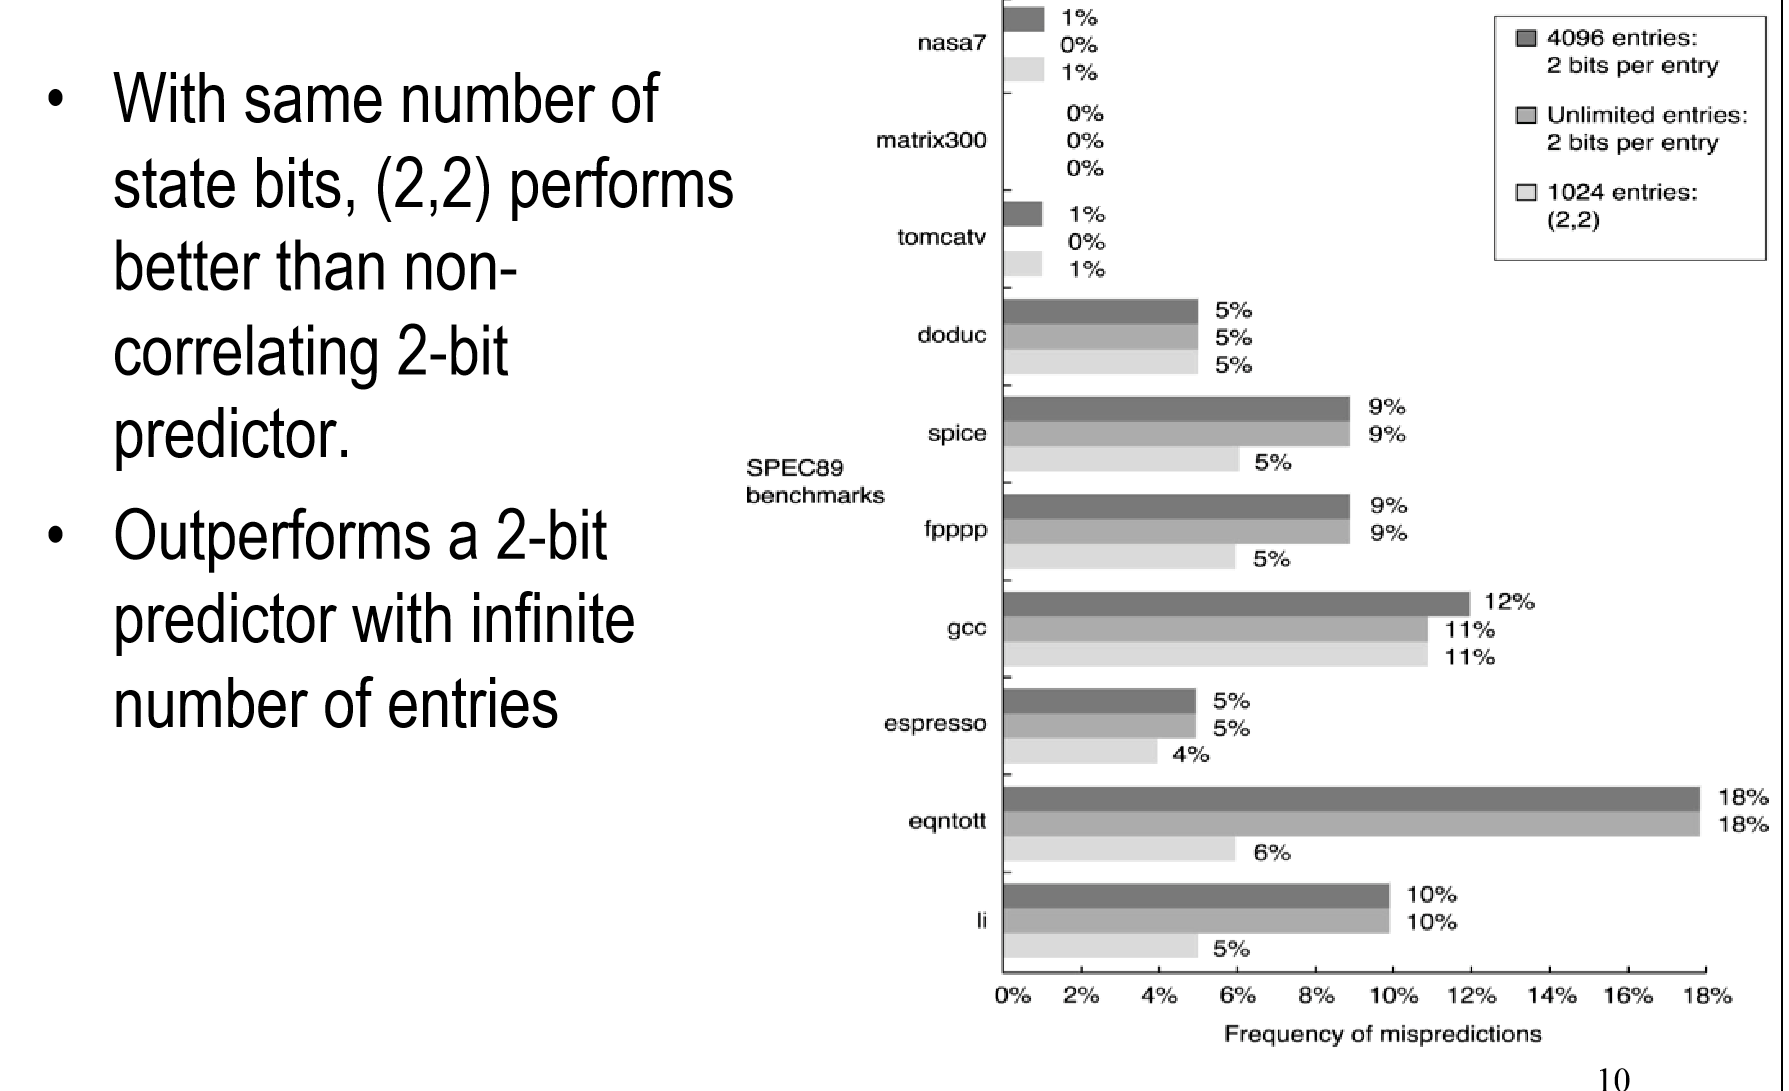 • With same number of
state bits, (2,2) performs
better than non-
correlating 2-bit
predictor.
• Outperforms a 2-bit
predictor with infinite
number of entries
nasa7
1%
0%
1%
matrix300
0%
0%
0%
tomcatv
1%
0%
1%
doduc
5%
5%
5%
spice
9%
9%
5%
SPEC89
benchmarks
fpppp
9%
9%
5%
gcc
12%
11%
11%
espresso
5%
5%
4%
eqntott
18%
18%
6%
li
10%
10%
5%
0% 2% 4% 6% 8% 10% 12% 14% 16% 18%
Frequency of mispredictions
4096 entries:
2 bits per entry
Unlimited entries:
2 bits per entry
1024 entries:
(2,2)
10